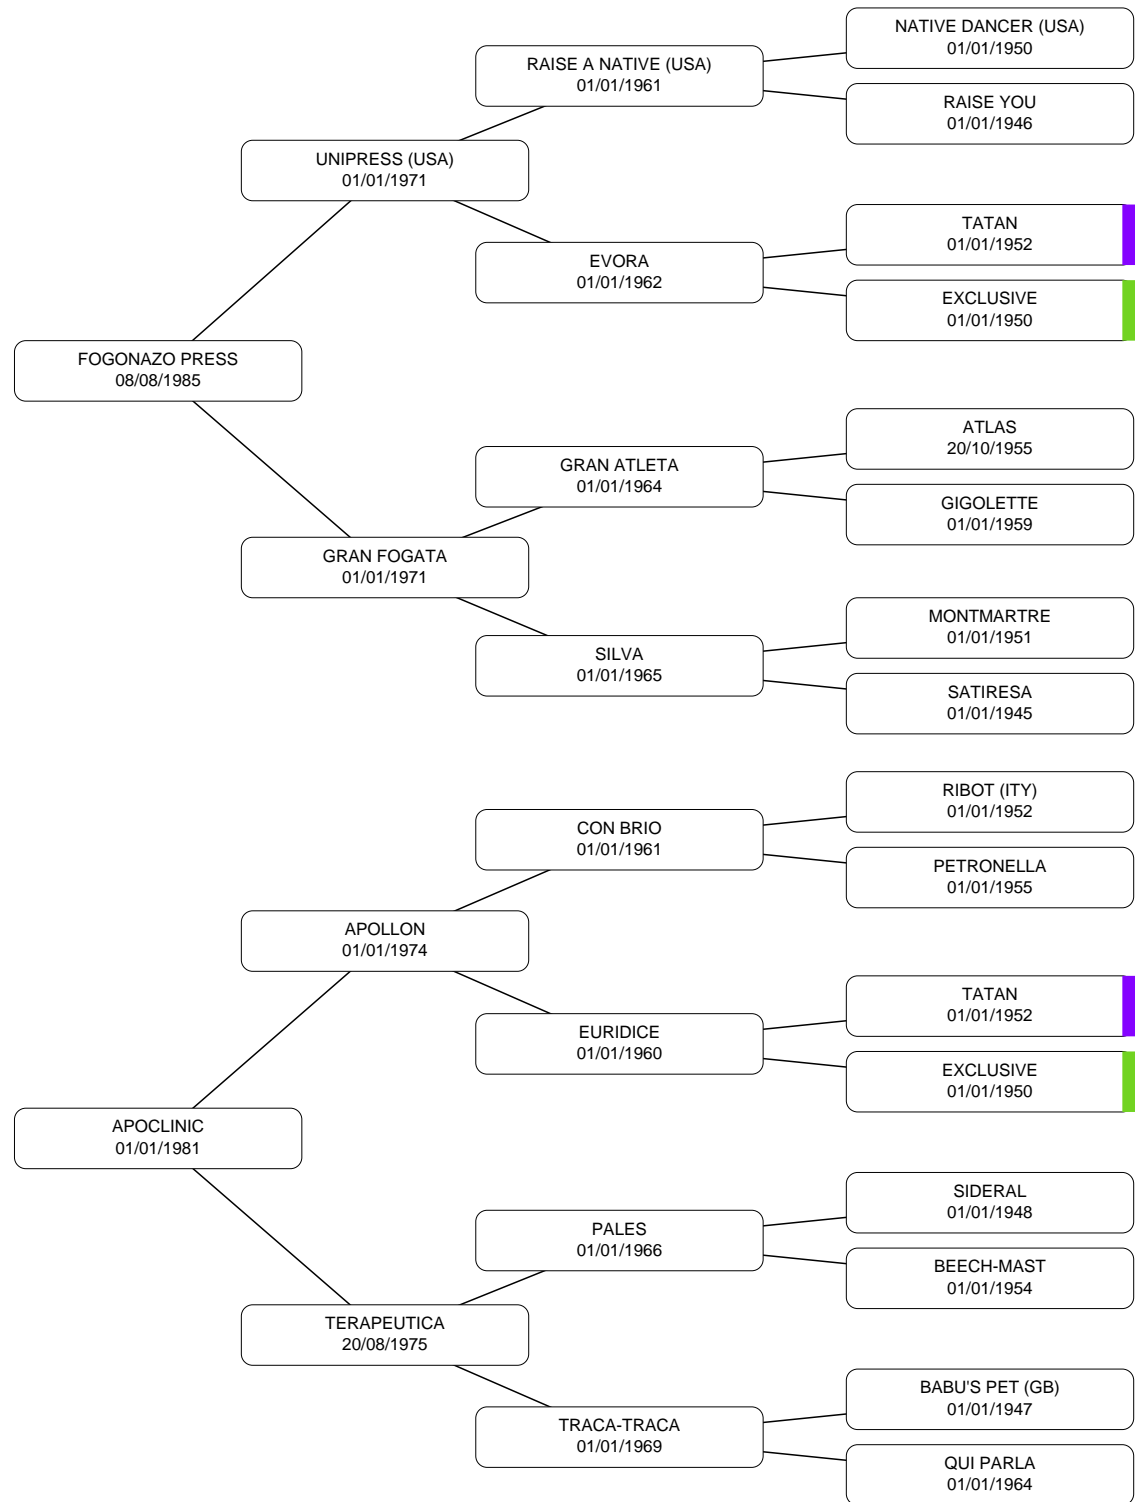 NATIVE DANCER (USA)
01/01/1950
RAISE A NATIVE (USA)
01/01/1961
RAISE YOU
01/01/1946
UNIPRESS (USA)
01/01/1971
TATAN
01/01/1952
EVORA
01/01/1962
EXCLUSIVE
01/01/1950
FOGONAZO PRESS
08/08/1985
ATLAS
20/10/1955
GRAN ATLETA
01/01/1964
GIGOLETTE
01/01/1959
GRAN FOGATA
01/01/1971
MONTMARTRE
01/01/1951
SILVA
01/01/1965
SATIRESA
01/01/1945
RIBOT (ITY)
01/01/1952
CON BRIO
01/01/1961
PETRONELLA
01/01/1955
APOLLON
01/01/1974
TATAN
01/01/1952
EURIDICE
01/01/1960
EXCLUSIVE
01/01/1950
APOCLINIC
01/01/1981
SIDERAL
01/01/1948
PALES
01/01/1966
BEECH-MAST
01/01/1954
TERAPEUTICA
20/08/1975
BABU'S PET (GB)
01/01/1947
TRACA-TRACA
01/01/1969
QUI PARLA
01/01/1964